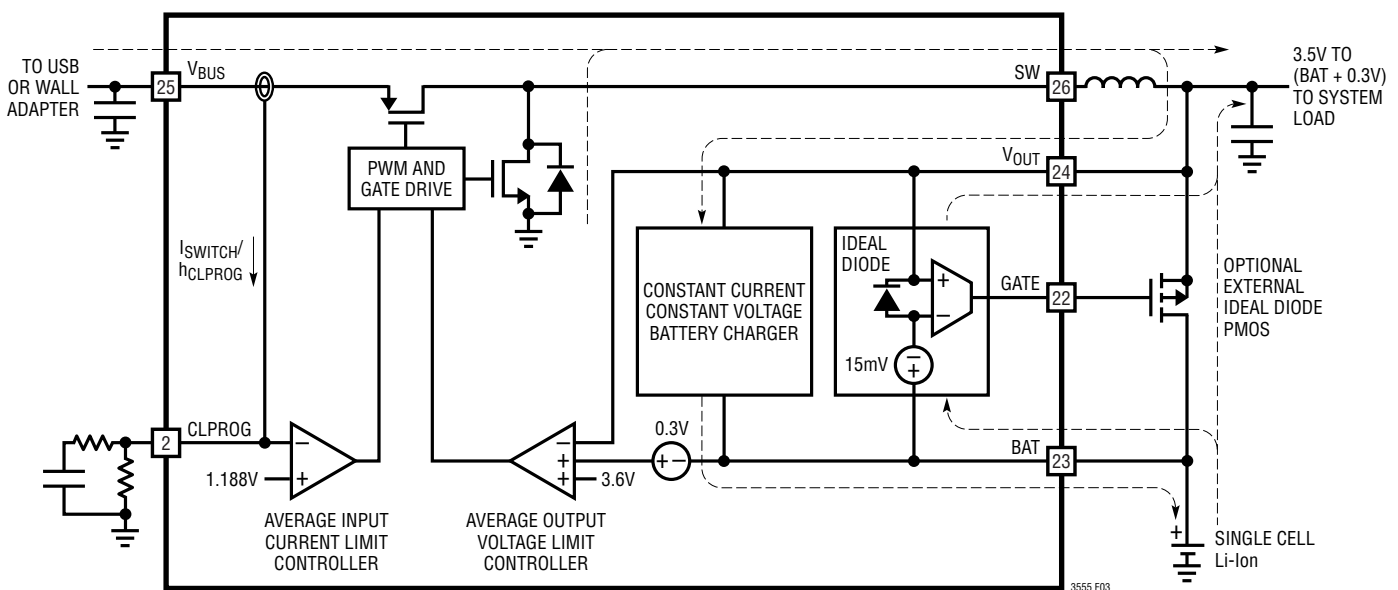 TO USB
OR WALL
ADAPTER
25
VBUS
SW
26
3.5V TO
(BAT + 0.3V)
TO SYSTEM
LOAD
PWM AND
GATE DRIVE
VOUT
24
ISWITCH/
hCLPROG
CONSTANT CURRENT
CONSTANT VOLTAGE
BATTERY CHARGER
IDEAL
DIODE
+
−
15mV
−
+
GATE
22
OPTIONAL
EXTERNAL
IDEAL DIODE
PMOS
2
CLPROG
−
1.188V
+
AVERAGE INPUT
CURRENT LIMIT
CONTROLLER
−
+
+
3.6V
AVERAGE OUTPUT
VOLTAGE LIMIT
CONTROLLER
0.3V
+ −
BAT
23
+
SINGLE CELL
Li-Ion
3555 F03